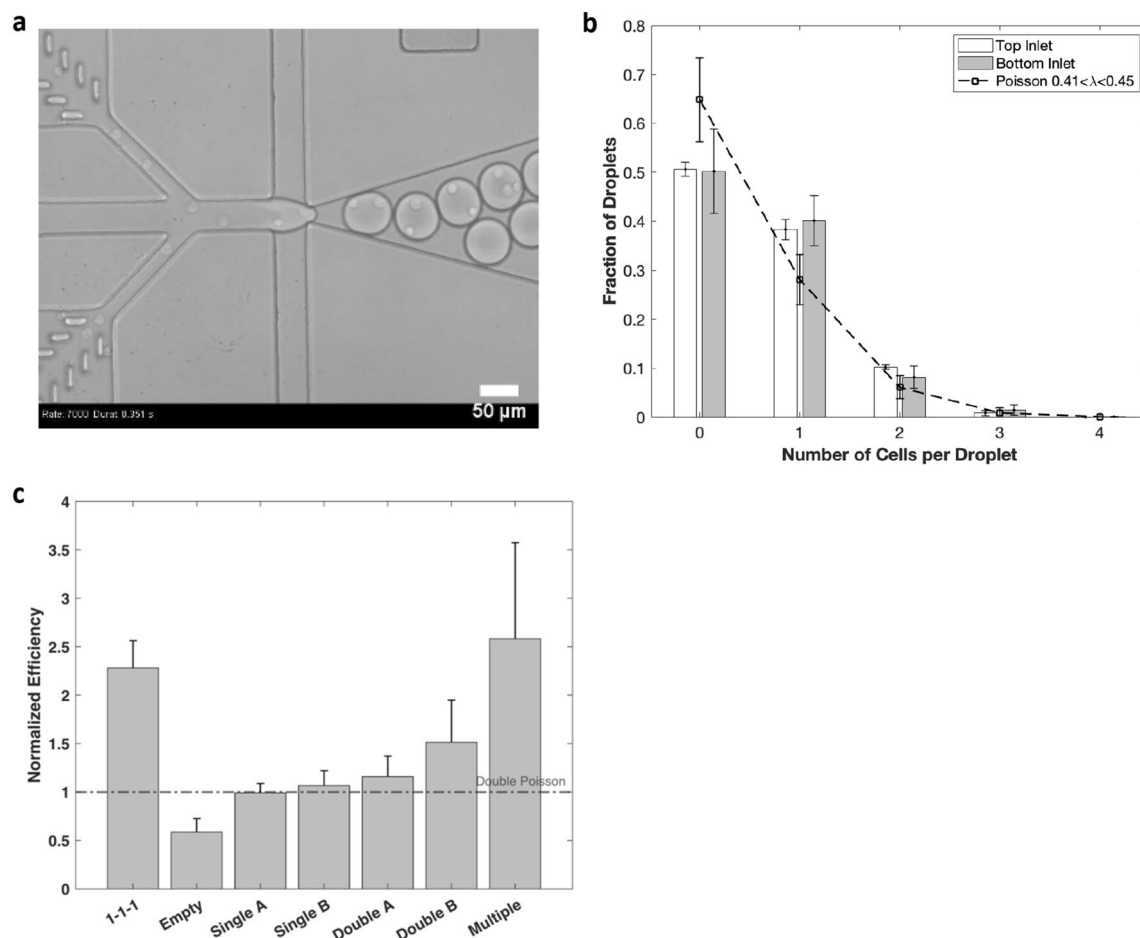 a
Rate: 7000 Durat 0.351 s
50 µm
b
0.8
0.7
0.6
0.5
0.4
0.3
0.2
0.1
0
Fraction of Droplets
Top Inlet
Bottom Inlet
Poisson 0.41<λ<0.45
0 1 2 3 4
Number of Cells per Droplet
c
4
3.5
3
2.5
2
1.5
1
0.5
0
Normalized Efficiency
Double Poisson
1-1-1 Empty Single A Single B Double A Double B Multiple